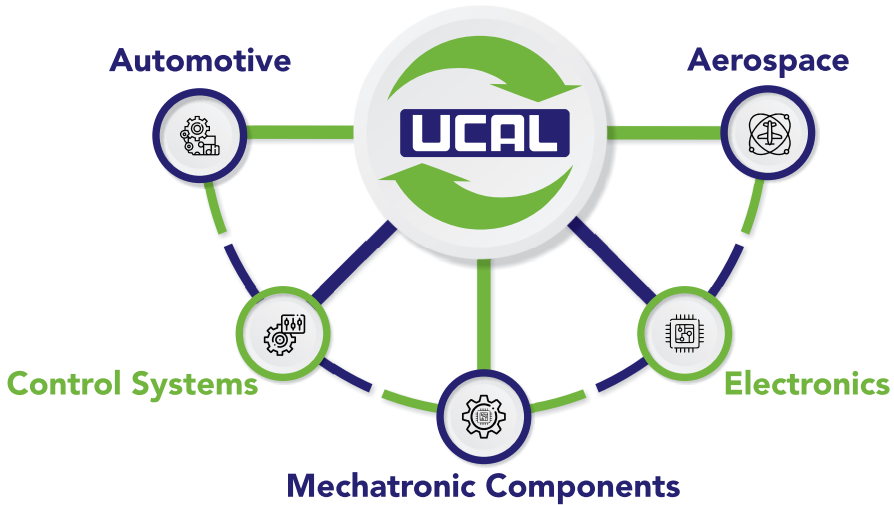 Automotive
Aerospace
UCAL
Control Systems
Electronics
Mechatronic Components